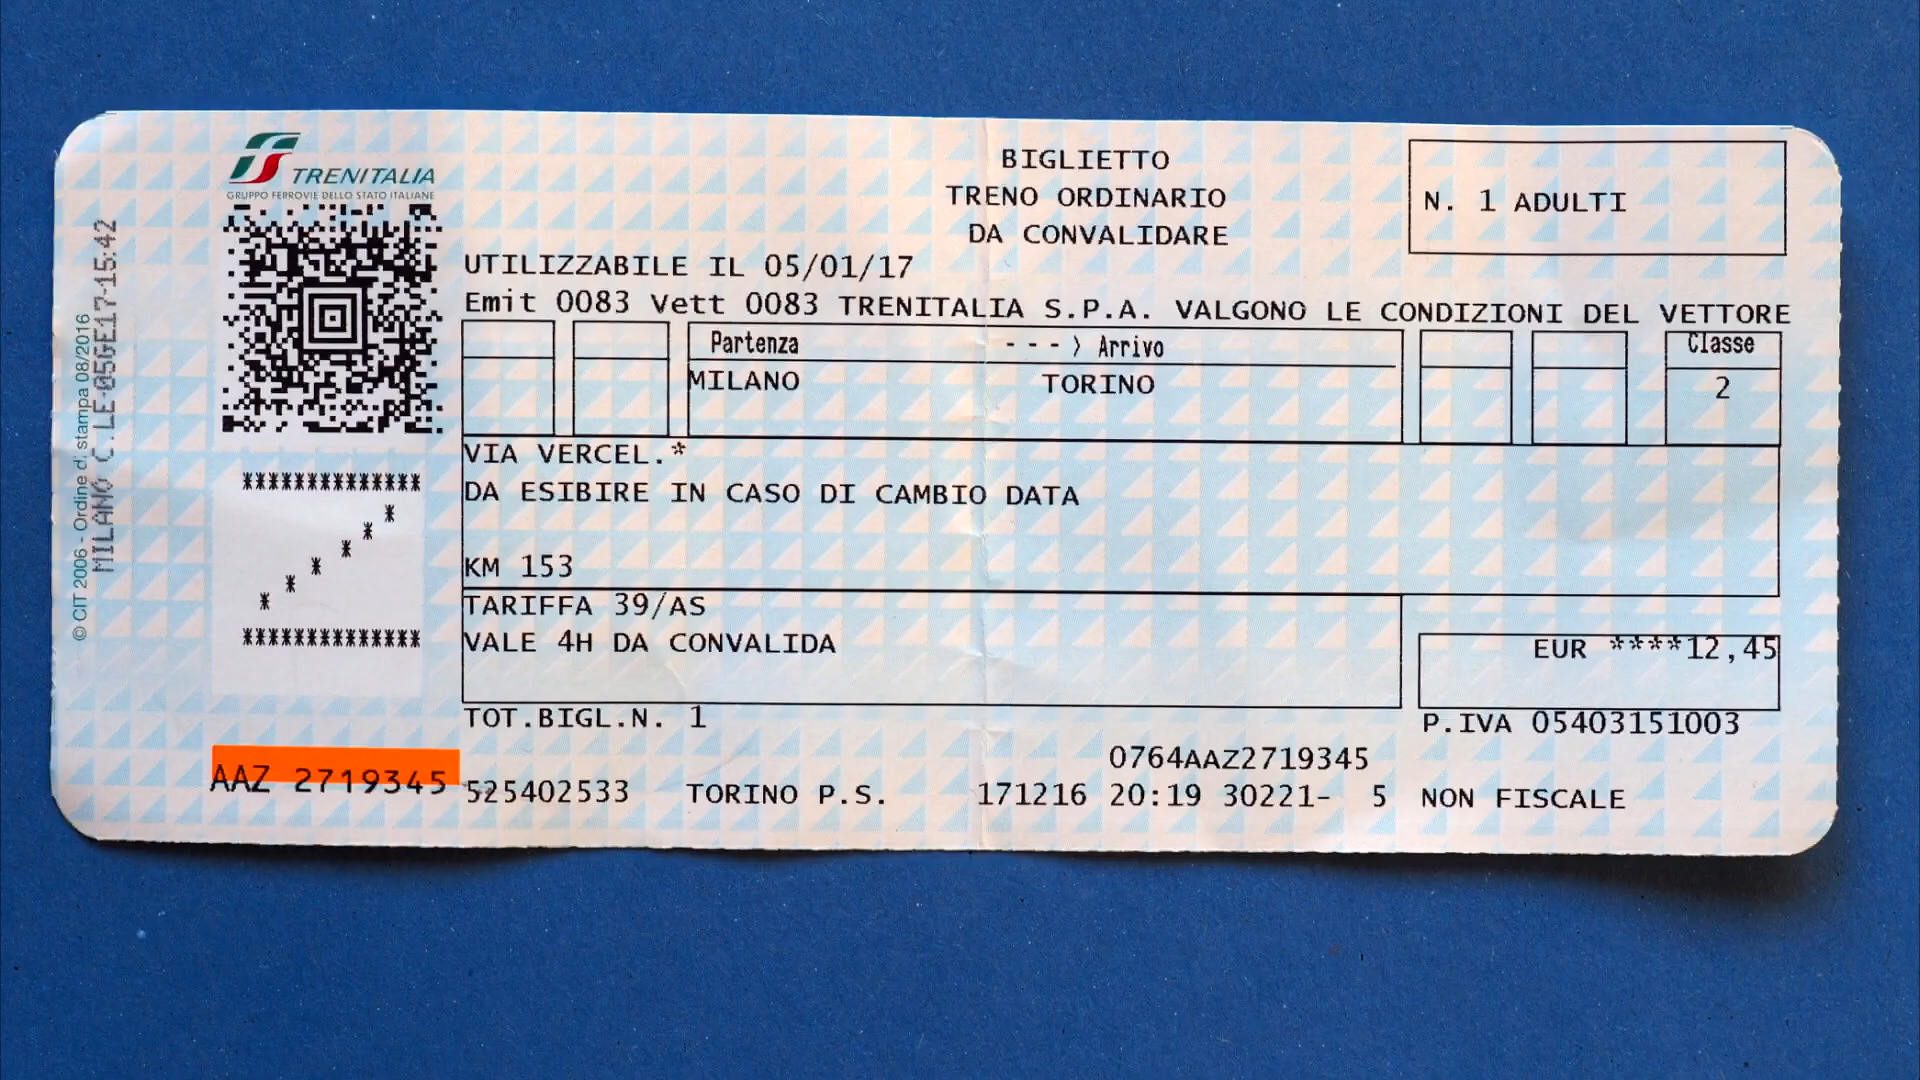 TRENITALIA
GRUPPO FERROVIE DELLO STATO ITALIANE
BIGLIETTO
TRENO ORDINARIO
DA CONVALIDARE
N. 1 ADULTI
UTILIZZABILE IL 05/01/17
Emit 0083 Vett 0083 TRENITALIA S.P.A. VALGONO LE CONDIZIONI DEL VETTORE
Partenza ---> Arrivo Classe
MILANO TORINO 2
VIA VERCEL.*
DA ESIBIRE IN CASO DI CAMBIO DATA
KM 153
TARIFFA 39/AS
VALE 4H DA CONVALIDA
EUR ****12,45
TOT.BIGL.N. 1
P.IVA 05403151003
0764AAZ2719345
AAZ 2719345
525402533 TORINO P.S. 171216 20:19 30221- 5 NON FISCALE
**************
*
*
*
*
*
*
**************
© CIT 2006 - Ordine d. stampa 08/2016
MILANO C.LE-05GE17-15:42